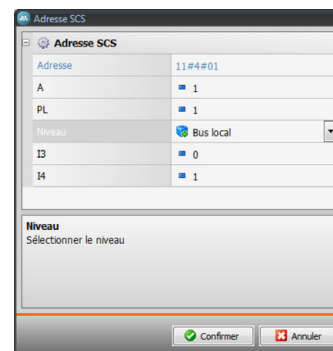 Adresse SCS
Adresse SCS
Adresse 11#4#01
A 1
PL 1
Niveau Bus local
I3 0
I4 1
Niveau
Sélectionner le niveau
Confirmer Annuler